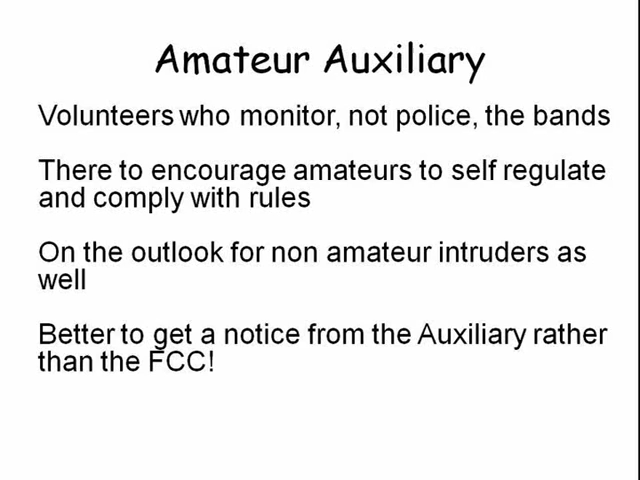 Amateur Auxiliary
Volunteers who monitor, not police, the bands
There to encourage amateurs to self regulate
and comply with rules
On the outlook for non amateur intruders as
well
Better to get a notice from the Auxiliary rather
than the FCC!